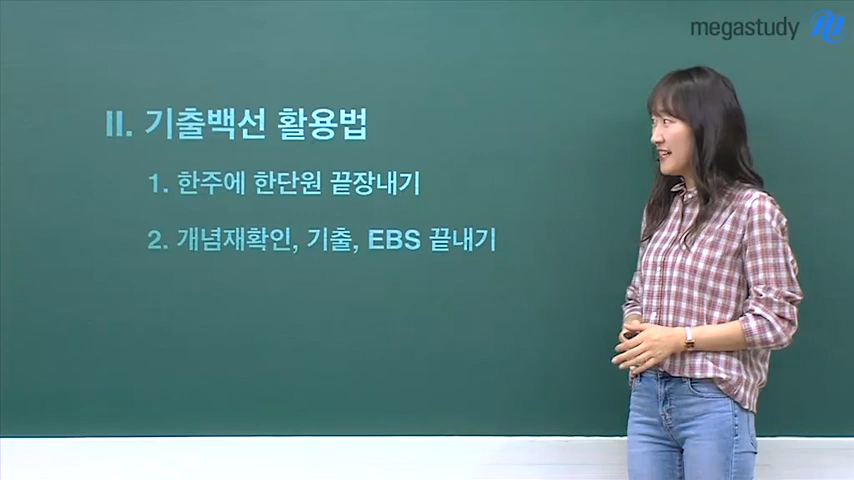 megastudy
II. 기출백선 활용법
1. 한주에 한단원 끝장내기
2. 개념재확인, 기출, EBS 끝내기